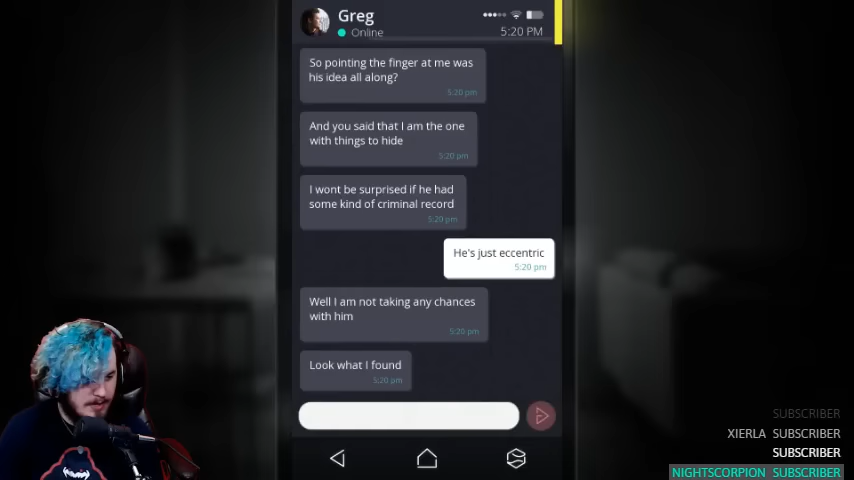 Greg
Online
5:20 PM
So pointing the finger at me was
his idea all along?
5:20 pm
And you said that I am the one
with things to hide
5:20 pm
I wont be surprised if he had
some kind of criminal record
5:20 pm
He's just eccentric
5:20 pm
Well I am not taking any chances
with him
5:20 pm
Look what I found
5:20 pm
SUBSCRIBER
XIERLA SUBSCRIBER
SUBSCRIBER
NIGHTSCORPION SUBSCRIBER